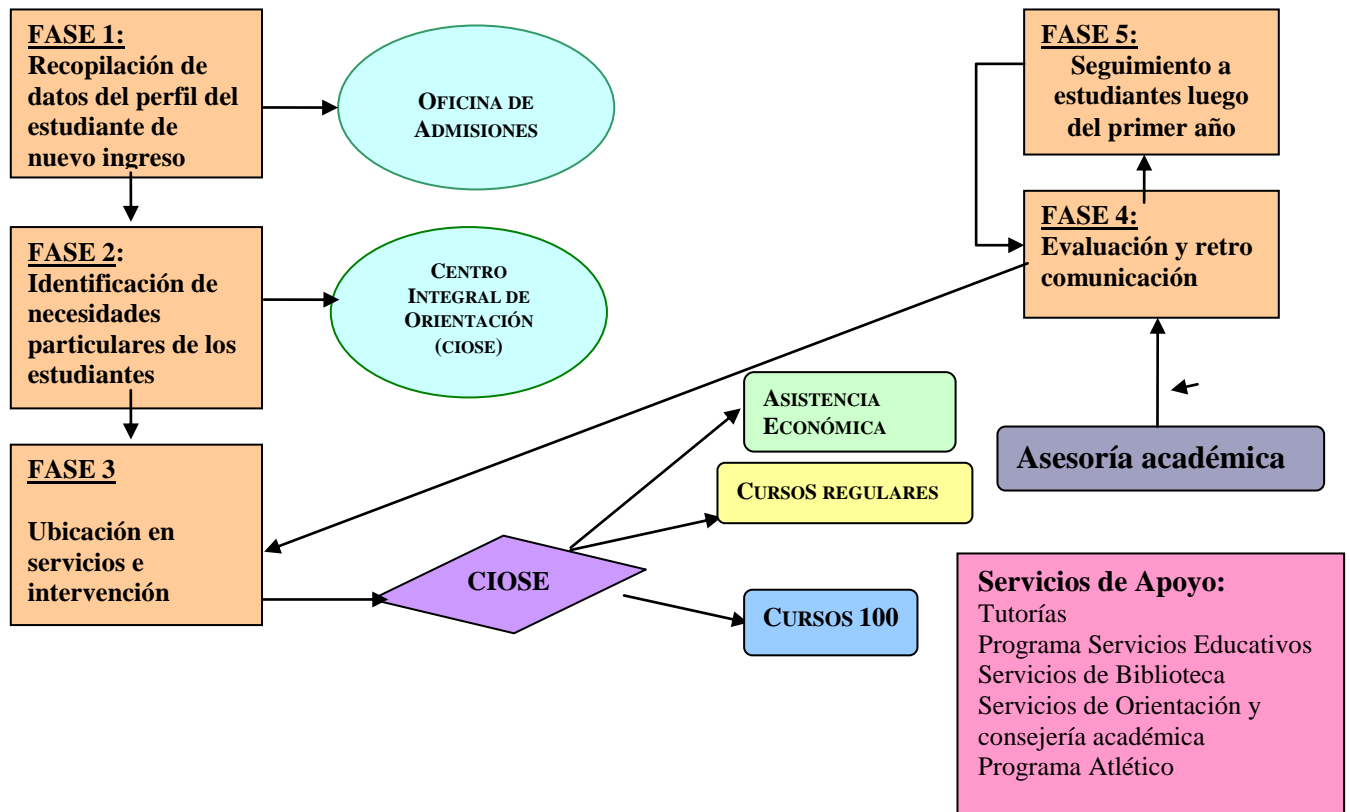 FASE 1:
Recopilación de
datos del perfil del
estudiante de
nuevo ingreso
OFICINA DE
ADMISIONES
FASE 2:
Identificación de
necesidades
particulares de los
estudiantes
CENTRO
INTEGRAL DE
ORIENTACIÓN
(CIOSE)
FASE 3
Ubicación en
servicios e
intervención
CIOSE
ASISTENCIA
ECONÓMICA
CURSOS REGULARES
CURSOS 100
FASE 5:
Seguimiento a
estudiantes luego
del primer año
FASE 4:
Evaluación y retro
comunicación
Asesoría académica
Servicios de Apoyo:
Tutorías
Programa Servicios Educativos
Servicios de Biblioteca
Servicios de Orientación y
consejería académica
Programa Atlético